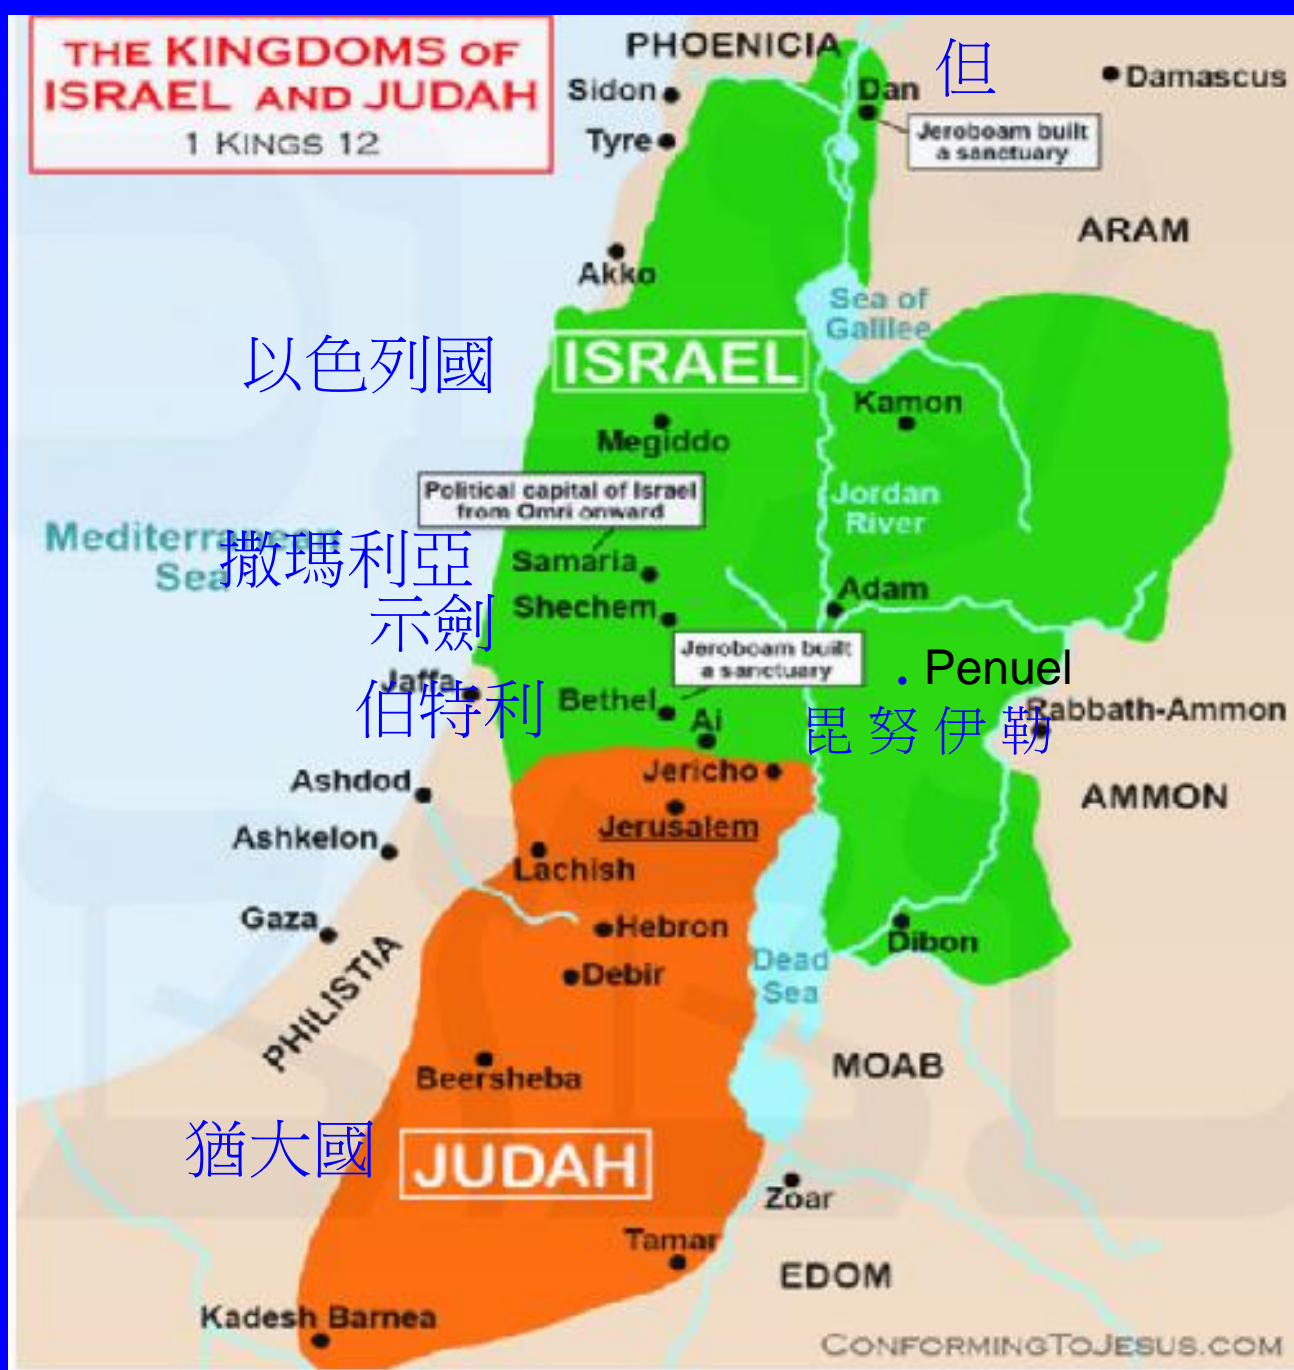 THE KINGDOMS OF
ISRAEL AND JUDAH
1 KINGS 12
PHOENICIA
但
Sidon
Dan
Damascus
Tyre
Jeroboam built
a sanctuary
ARAM
Akko
Sea of
Galilee
以色列國
ISRAEL
Kamon
Megiddo
Political capital of Israel
from Omri onward
Jordan
River
Mediterranean
Sea
撒瑪利亞
Samaria
Adam
示劍
Shechem
Jeroboam built
a sanctuary
. Penuel
Jaffa
伯特利
Bethel
Ai
毘努伊勒
Rabbath-Ammon
Jericho
Ashdod
AMMON
Jerusalem
Ashkelon
Lachish
Gaza
Hebron
Dibon
Debir
Dead
Sea
PHILISTIA
Beersheba
MOAB
猶大國
JUDAH
Zoar
Tamar
EDOM
Kadesh Barnea
CONFORMINGTOJESUS.COM